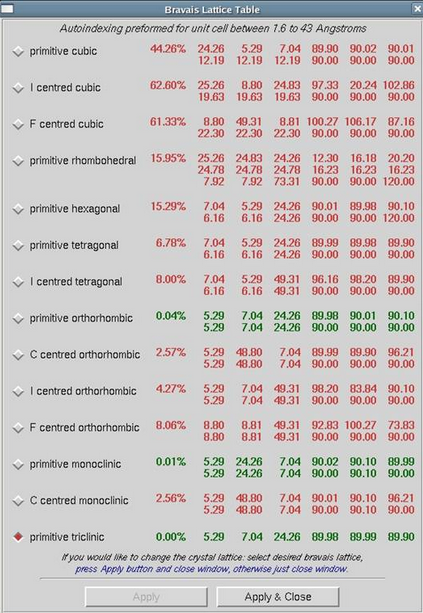 Bravais Lattice Table
Autoindexing preformed for unit cell between 1.6 to 43 Angstroms
primitive cubic 44.26% 24.26 5.29 7.04 89.90 90.02 90.01
12.19 12.19 12.19 90.00 90.00 90.00
I centred cubic 62.60% 25.26 8.80 24.83 97.33 20.24 102.86
19.63 19.63 19.63 90.00 90.00 90.00
F centred cubic 61.33% 8.80 49.31 8.81 100.27 106.17 87.16
22.30 22.30 22.30 90.00 90.00 90.00
primitive rhombohedral 15.95% 25.26 24.83 24.26 12.30 16.18 20.20
24.78 24.78 24.78 16.23 16.23 16.23
7.92 7.92 73.31 90.00 90.00 120.00
primitive hexagonal 15.29% 7.04 5.29 24.26 90.01 89.98 90.10
6.16 6.16 24.26 90.00 90.00 120.00
primitive tetragonal 6.78% 7.04 5.29 24.26 89.99 89.98 89.90
6.16 6.16 24.26 90.00 90.00 90.00
I centred tetragonal 8.00% 7.04 5.29 49.31 96.16 98.20 89.90
6.16 6.16 49.31 90.00 90.00 90.00
primitive orthorhombic 0.04% 5.29 7.04 24.26 89.98 90.01 90.10
5.29 7.04 24.26 90.00 90.00 90.00
C centred orthorhombic 2.57% 5.29 48.80 7.04 89.99 89.90 96.21
5.29 48.80 7.04 90.00 90.00 90.00
I centred orthorhombic 4.27% 5.29 7.04 49.31 98.20 83.84 90.10
5.29 7.04 49.31 90.00 90.00 90.00
F centred orthorhombic 8.06% 8.80 8.81 49.31 92.83 100.27 73.83
8.80 8.81 49.31 90.00 90.00 90.00
primitive monoclinic 0.01% 5.29 24.26 7.04 90.02 90.10 89.99
5.29 24.26 7.04 90.00 90.10 90.00
C centred monoclinic 2.56% 5.29 48.80 7.04 90.01 90.10 96.21
5.29 48.80 7.04 90.00 90.10 90.00
primitive triclinic 0.00% 5.29 7.04 24.26 89.98 89.99 89.90
If you would like to change the crystal lattice: select desired bravais lattice,
press Apply button and close window, otherwise just close window.
Apply Apply & Close